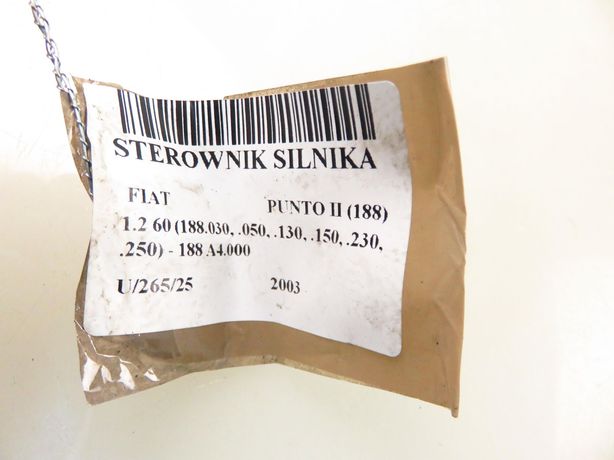 STEROWNIK SILNIKA
FIAT PUNTO II (188)
1.2 60 (188.030, .050, .130, .150, .230,
.250) - 188 A4.000
U/265/25 2003